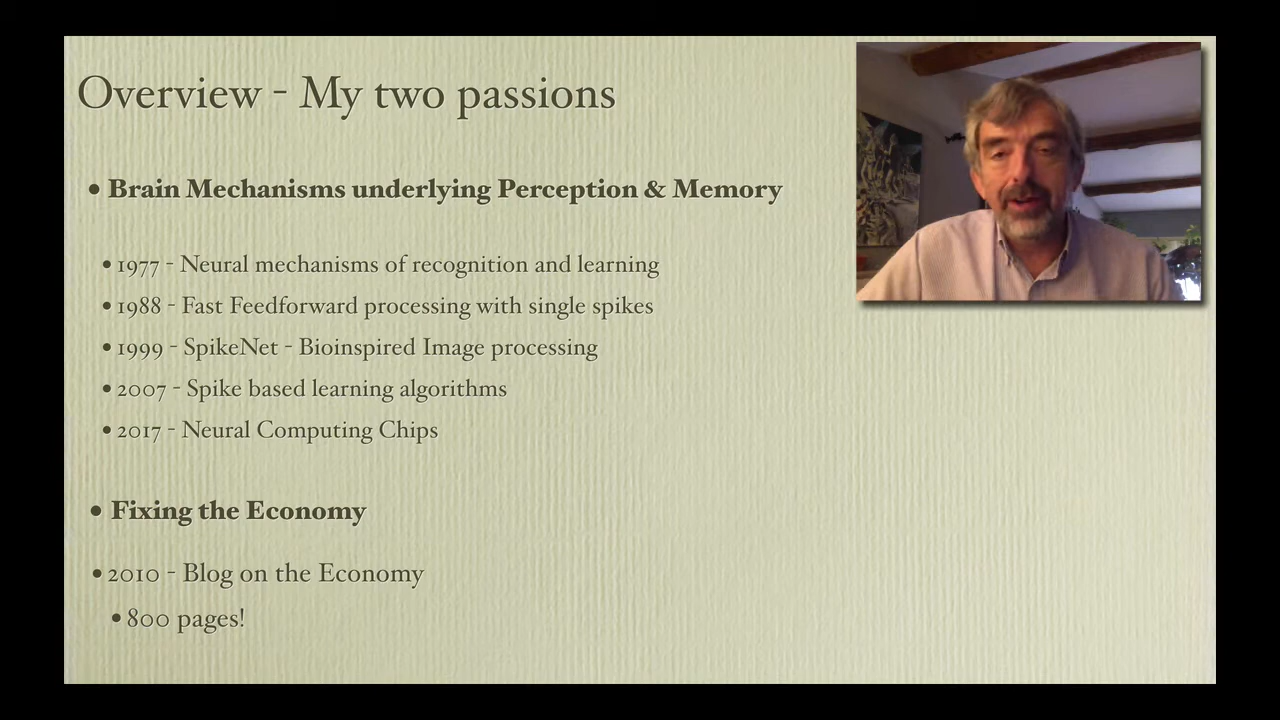 Overview - My two passions
• Brain Mechanisms underlying Perception & Memory
• 1977 - Neural mechanisms of recognition and learning
• 1988 - Fast Feedforward processing with single spikes
• 1999 - SpikeNet - Bioinspired Image processing
• 2007 - Spike based learning algorithms
• 2017 - Neural Computing Chips
• Fixing the Economy
• 2010 - Blog on the Economy
• 800 pages!